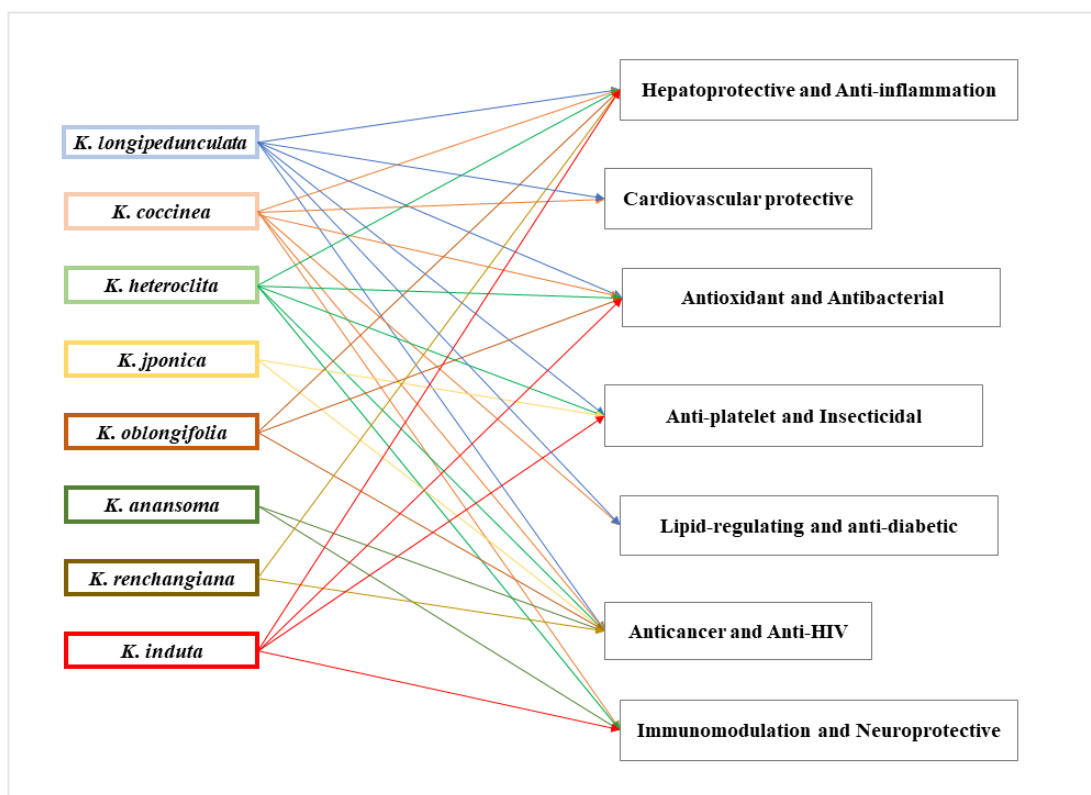 K. longipedunculata
K. coccinea
K. heteroclita
K. jponica
K. oblongifolia
K. anansoma
K. renchangiana
K. induta
Hepatoprotective and Anti-inflammation
Cardiovascular protective
Antioxidant and Antibacterial
Anti-platelet and Insecticidal
Lipid-regulating and anti-diabetic
Anticancer and Anti-HIV
Immunomodulation and Neuroprotective